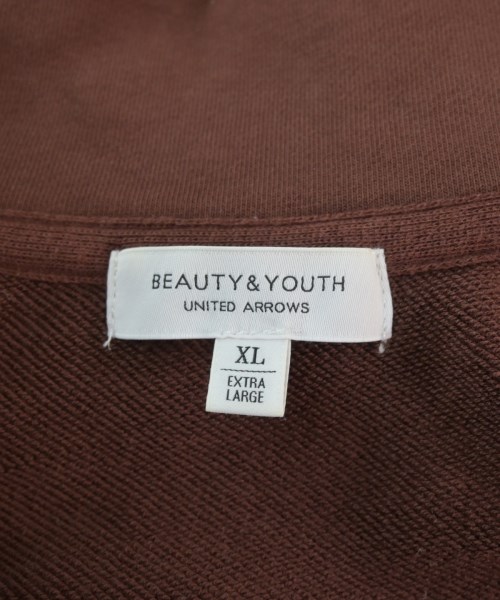 BEAUTY&YOUTH
UNITED ARROWS
XL
EXTRA
LARGE